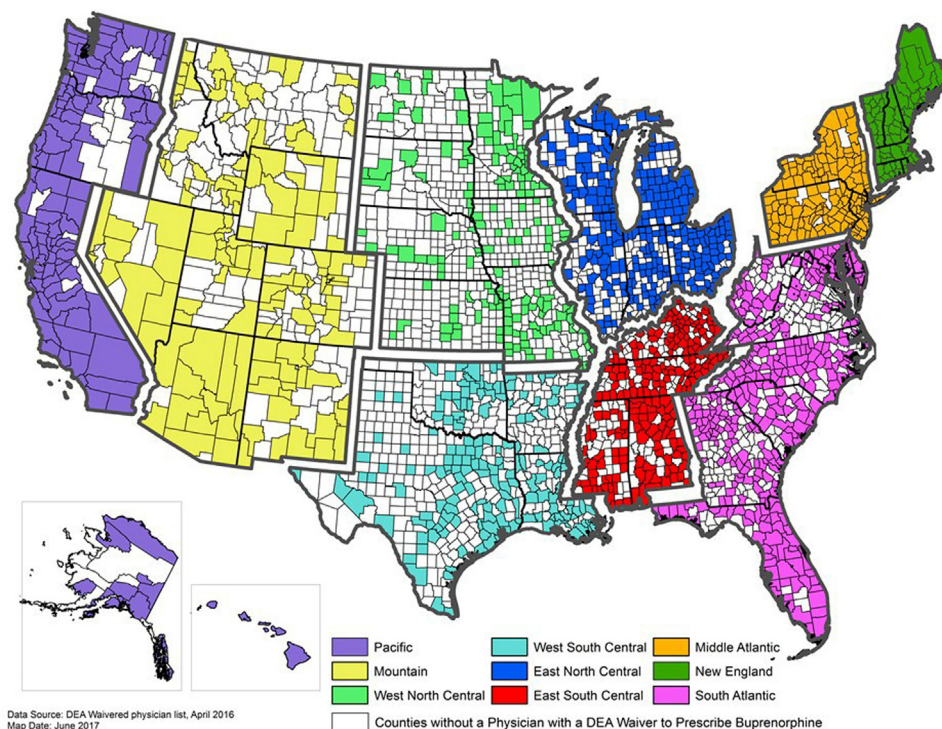 Pacific
West South Central
Middle Atlantic
Mountain
East North Central
New England
West North Central
East South Central
South Atlantic
Counties without a Physician with a DEA Waiver to Prescribe Buprenorphine
Data Source: DEA Waivered physician list, April 2016
Map Date: June 2017